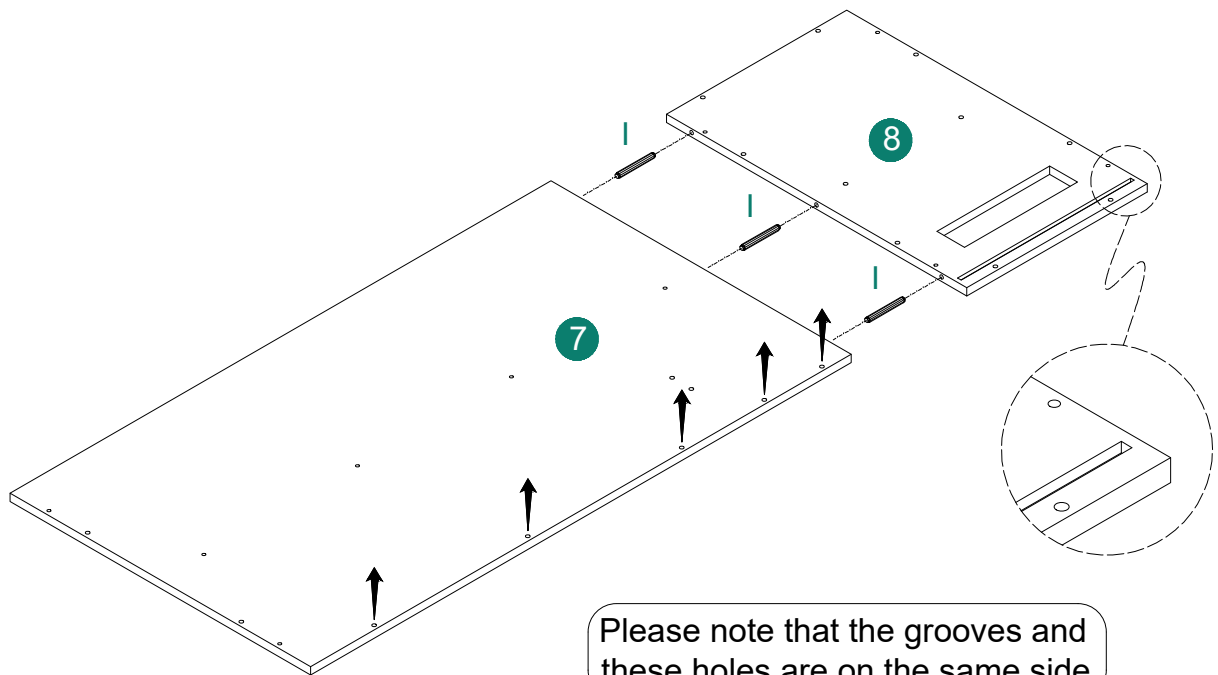 8
I
I
I
7
Please note that the grooves and
these holes are on the same side